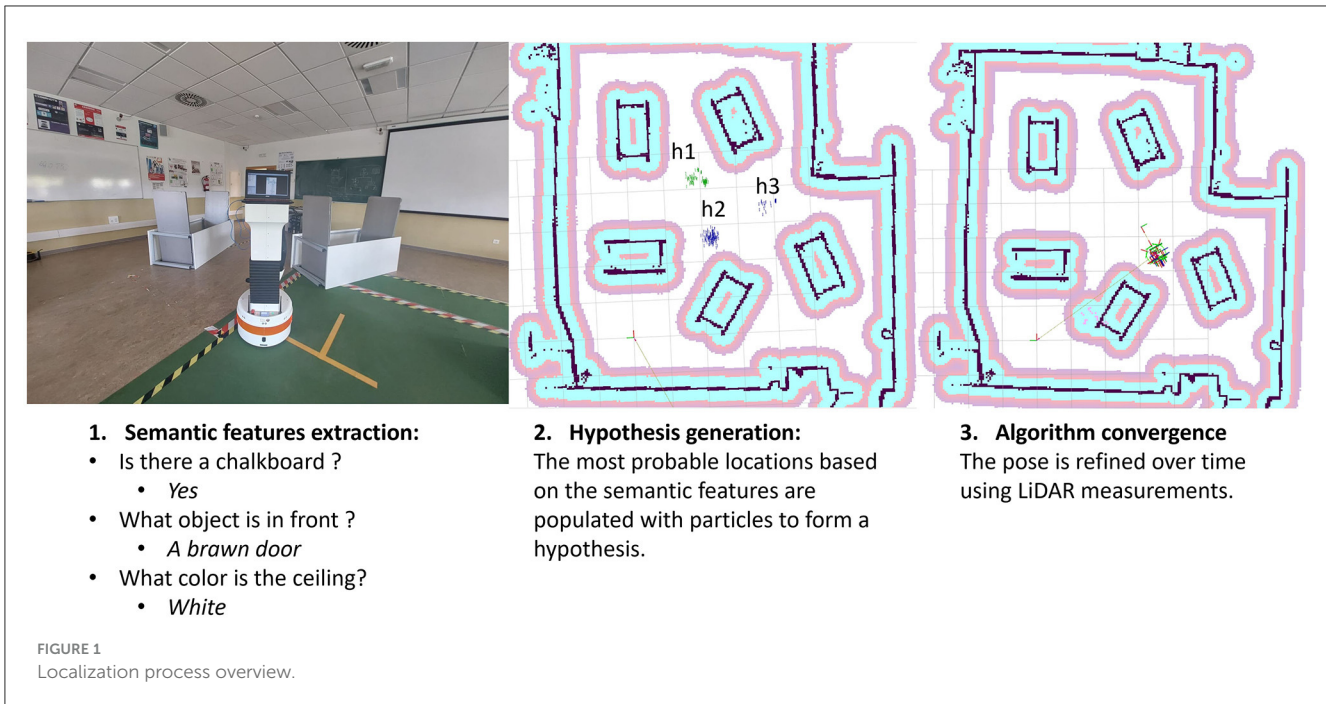 h1
h3
h2
1. Semantic features extraction:
• Is there a chalkboard ?
• Yes
• What object is in front ?
• A brawn door
• What color is the ceiling?
• White
2. Hypothesis generation:
The most probable locations based
on the semantic features are
populated with particles to form a
hypothesis.
3. Algorithm convergence
The pose is refined over time
using LiDAR measurements.
FIGURE 1
Localization process overview.